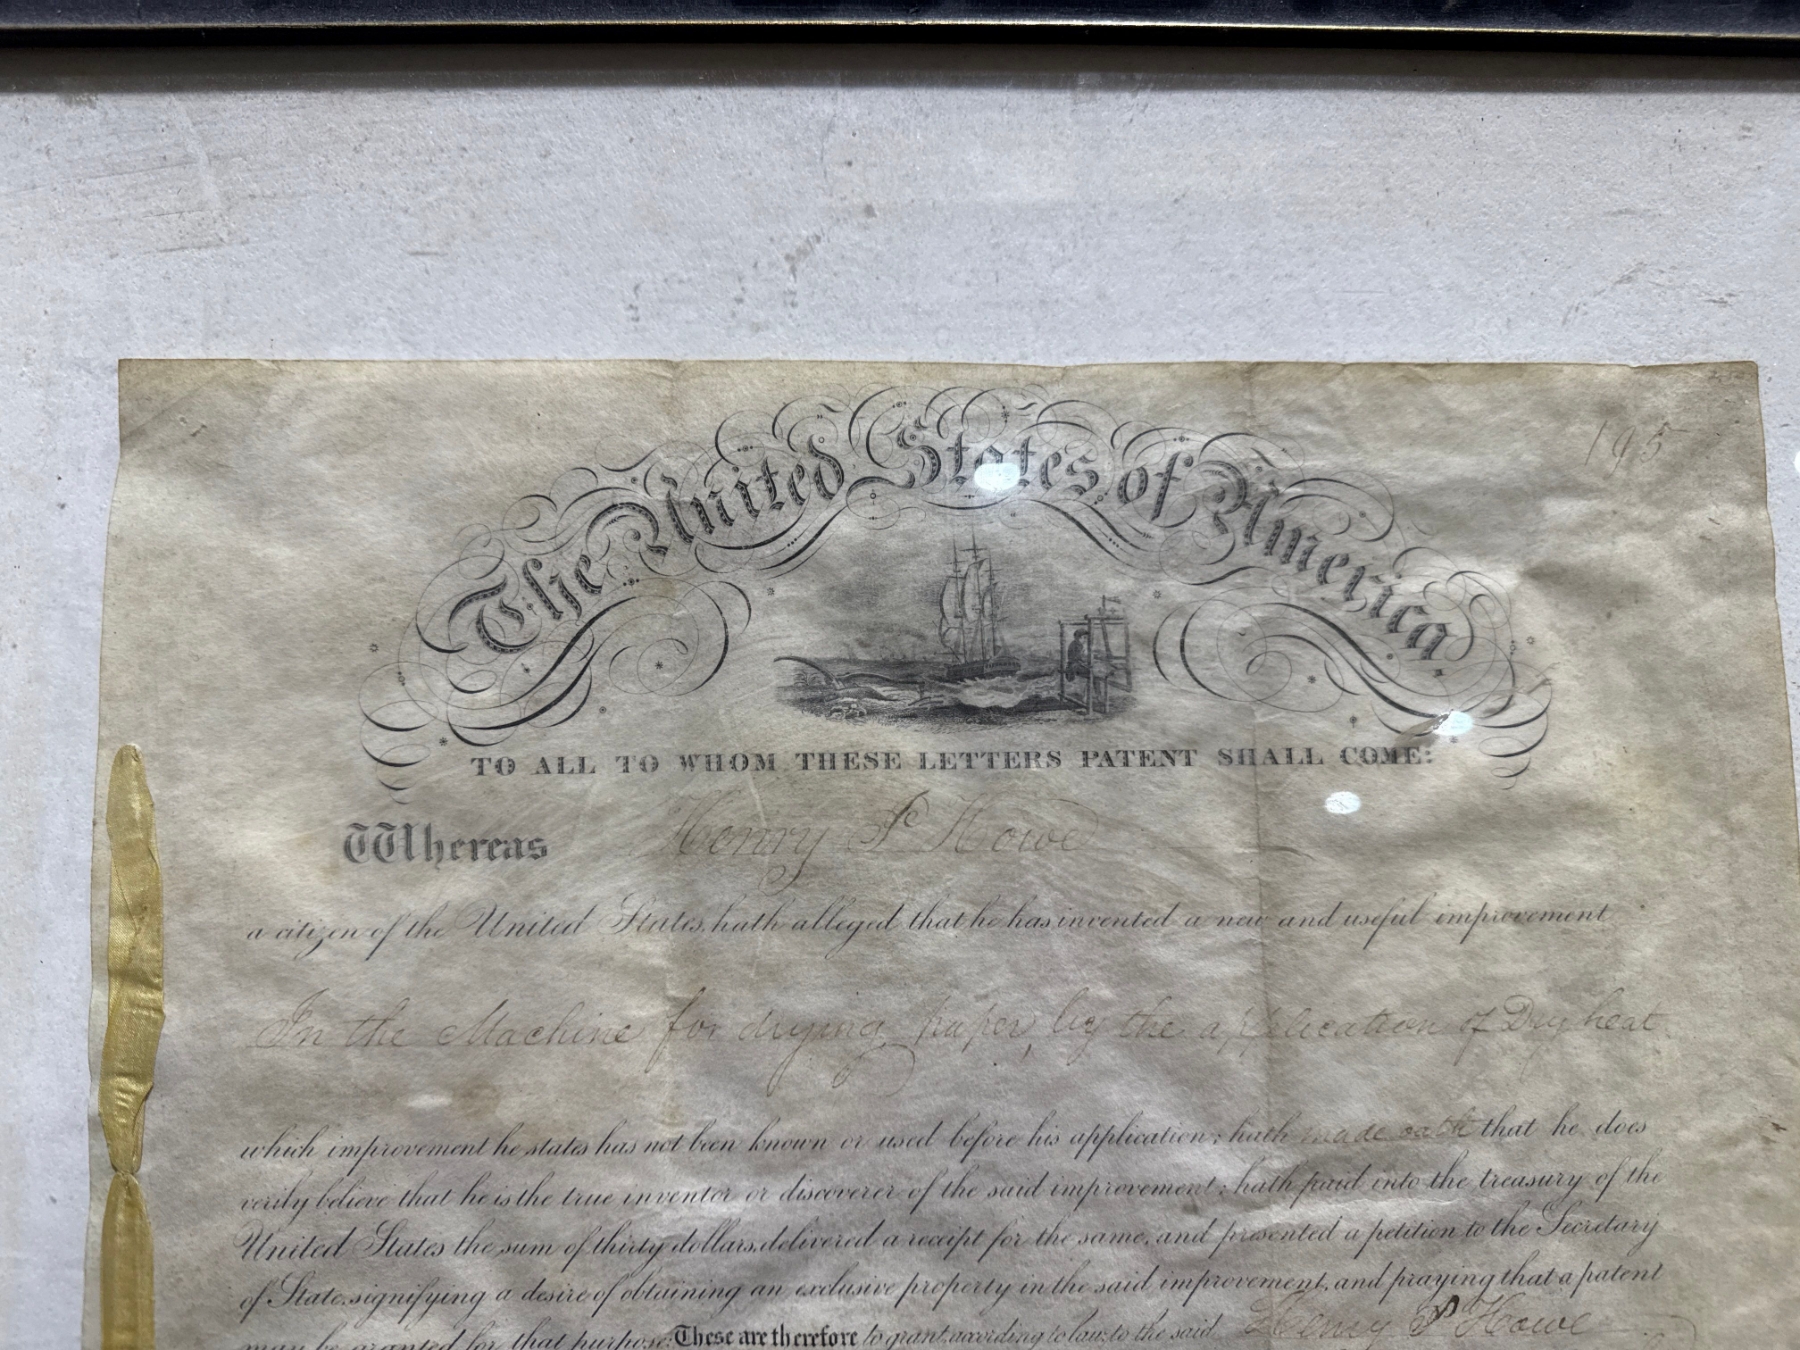 195
The United States of America
TO ALL TO WHOM THESE LETTERS PATENT SHALL COME:
Whereas Henry P Howe
a citizen of the United States, hath alleged that he has invented a new and useful improvement
In the Machine for drying paper, by the application of Dry heat
which improvement he states has not been known or used before his application; hath made oath that he does
verily believe that he is the true inventor or discoverer of the said improvement; hath paid into the treasury of the
United States the sum of thirty dollars, delivered a receipt for the same, and presented a petition to the Secretary
of State, signifying a desire of obtaining an exclusive property in the said improvement, and praying that a patent
may be granted for that purpose: These are therefore to grant, according to law, to the said Henry P Howe